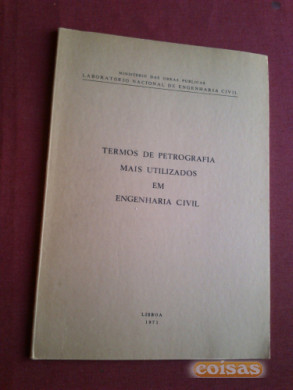 MINISTÉRIO DAS OBRAS PÚBLICAS
LABORATÓRIO NACIONAL DE ENGENHARIA CIVIL
TERMOS DE PETROGRAFIA
MAIS UTILIZADOS
EM
ENGENHARIA CIVIL
LISBOA
coisas